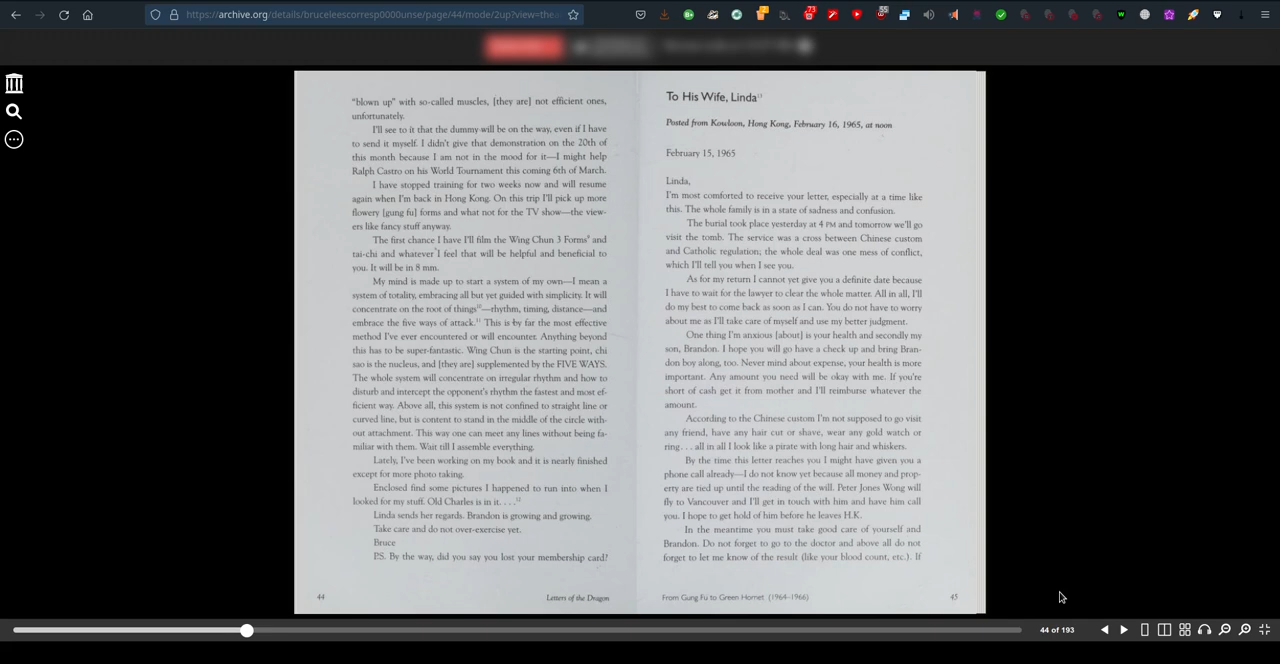 https://archive.org/details/bruceleescorresp0000unse/page/44/mode/2up?view=the
"blown up" with so-called muscles, [they are] not efficient ones,
unfortunately.
I'll see to it that the dummy will be on the way, even if I have
to send it myself. I didn't give that demonstration on the 20th of
this month because I am not in the mood for it—I might help
Ralph Castro on his World Tournament this coming 6th of March.
I have stopped training for two weeks now and will resume
again when I'm back in Hong Kong. On this trip I'll pick up more
flowery [gung fu] forms and what not for the TV show—the view-
ers like fancy stuff anyway.
The first chance I have I'll film the Wing Chun 3 Forms⁹ and
tai-chi and whatever I feel that will be helpful and beneficial to
you. It will be in 8 mm.
My mind is made up to start a system of my own—I mean a
system of totality, embracing all but yet guided with simplicity. It will
concentrate on the root of things¹⁰—rhythm, timing, distance—and
embrace the five ways of attack.¹¹ This is by far the most effective
method I've ever encountered or will encounter. Anything beyond
this has to be super-fantastic. Wing Chun is the starting point, chi
sao is the nucleus, and [they are] supplemented by the FIVE WAYS.
The whole system will concentrate on irregular rhythm and how to
disturb and intercept the opponent's rhythm the fastest and most ef-
ficient way. Above all, this system is not confined to straight line or
curved line, but is content to stand in the middle of the circle with-
out attachment. This way one can meet any lines without being fa-
miliar with them. Wait till I assemble everything.
Lately, I've been working on my book and it is nearly finished
except for more photo taking.
Enclosed find some pictures I happened to run into when I
looked for my stuff. Old Charles is in it. . . .¹²
Linda sends her regards. Brandon is growing and growing.
Take care and do not over-exercise yet.
Bruce
P.S. By the way, did you say you lost your membership card?
44
Letters of the Dragon
To His Wife, Linda¹³
Posted from Kowloon, Hong Kong, February 16, 1965, at noon
February 15, 1965
Linda,
I'm most comforted to receive your letter, especially at a time like
this. The whole family is in a state of sadness and confusion.
The burial took place yesterday at 4 PM and tomorrow we'll go
visit the tomb. The service was a cross between Chinese custom
and Catholic regulation; the whole deal was one mess of conflict,
which I'll tell you when I see you.
As for my return I cannot yet give you a definite date because
I have to wait for the lawyer to clear the whole matter. All in all, I'll
do my best to come back as soon as I can. You do not have to worry
about me as I'll take care of myself and use my better judgment.
One thing I'm anxious [about] is your health and secondly my
son, Brandon. I hope you will go have a check up and bring Bran-
don boy along, too. Never mind about expense, your health is more
important. Any amount you need will be okay with me. If you're
short of cash get it from mother and I'll reimburse whatever the
amount.
According to the Chinese custom I'm not supposed to go visit
any friend, have any hair cut or shave, wear any gold watch or
ring . . . all in all I look like a pirate with long hair and whiskers.
By the time this letter reaches you I might have given you a
phone call already—I do not know yet because all money and prop-
erty are tied up until the reading of the will. Peter Jones Wong will
fly to Vancouver and I'll get in touch with him and have him call
you. I hope to get hold of him before he leaves H.K.
In the meantime you must take good care of yourself and
Brandon. Do not forget to go to the doctor and above all do not
forget to let me know of the result (like your blood count, etc.). If
From Gung Fu to Green Hornet (1964–1966)
45
44 of 193